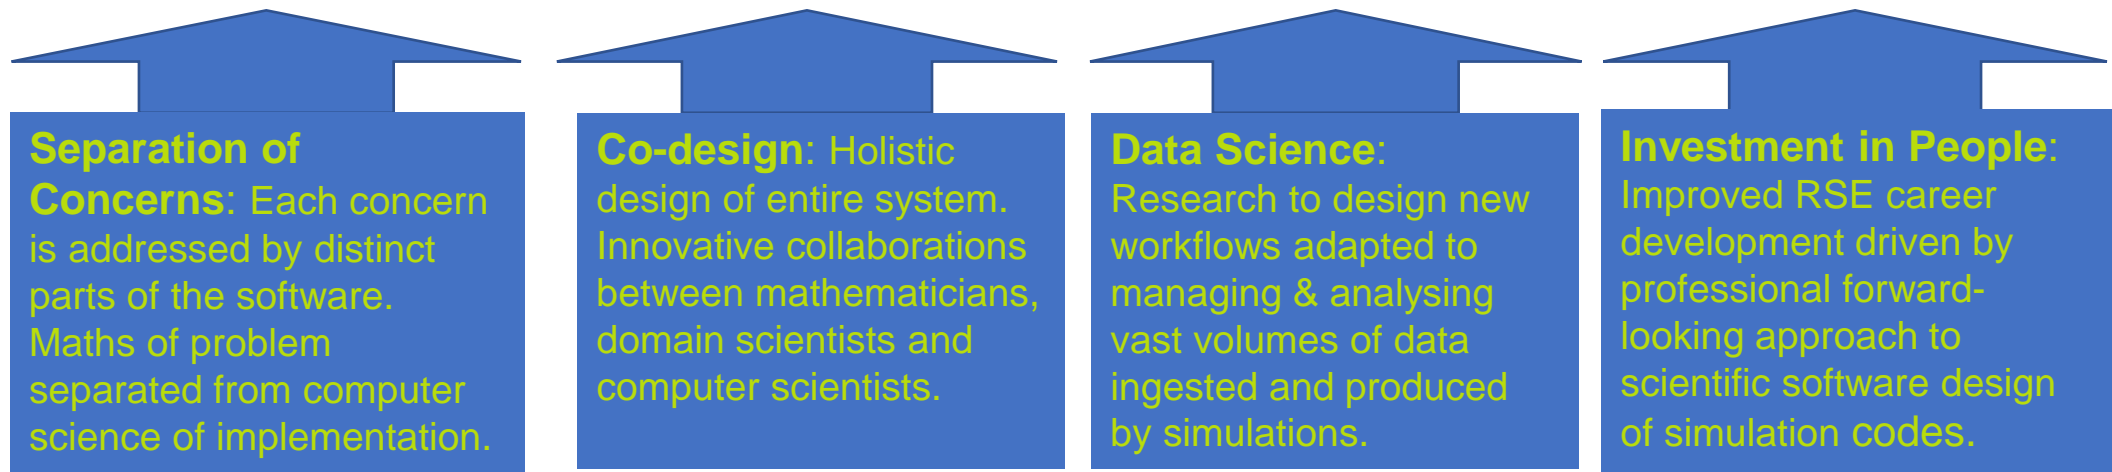 Separation of
Concerns: Each concern
is addressed by distinct
parts of the software.
Maths of problem
separated from computer
science of implementation.
Co-design: Holistic
design of entire system.
Innovative collaborations
between mathematicians,
domain scientists and
computer scientists.
Data Science:
Research to design new
workflows adapted to
managing & analysing
vast volumes of data
ingested and produced
by simulations.
Investment in People:
Improved RSE career
development driven by
professional forward-
looking approach to
scientific software design
of simulation codes.